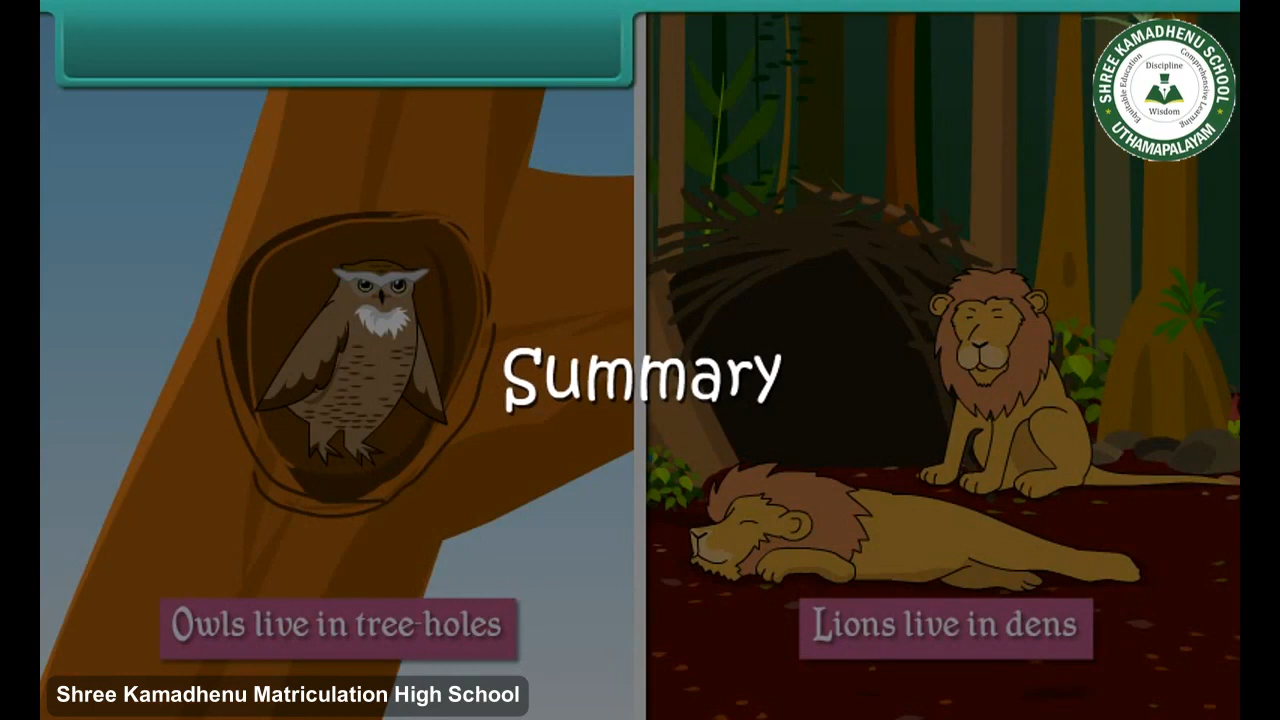 SHREE KAMADHENU SCHOOL
Equitable Education
Comprehensive Learning
Discipline
Wisdom
UTHAMAPALAYAM
Summary
Owls live in tree-holes
Lions live in dens
Shree Kamadhenu Matriculation High School